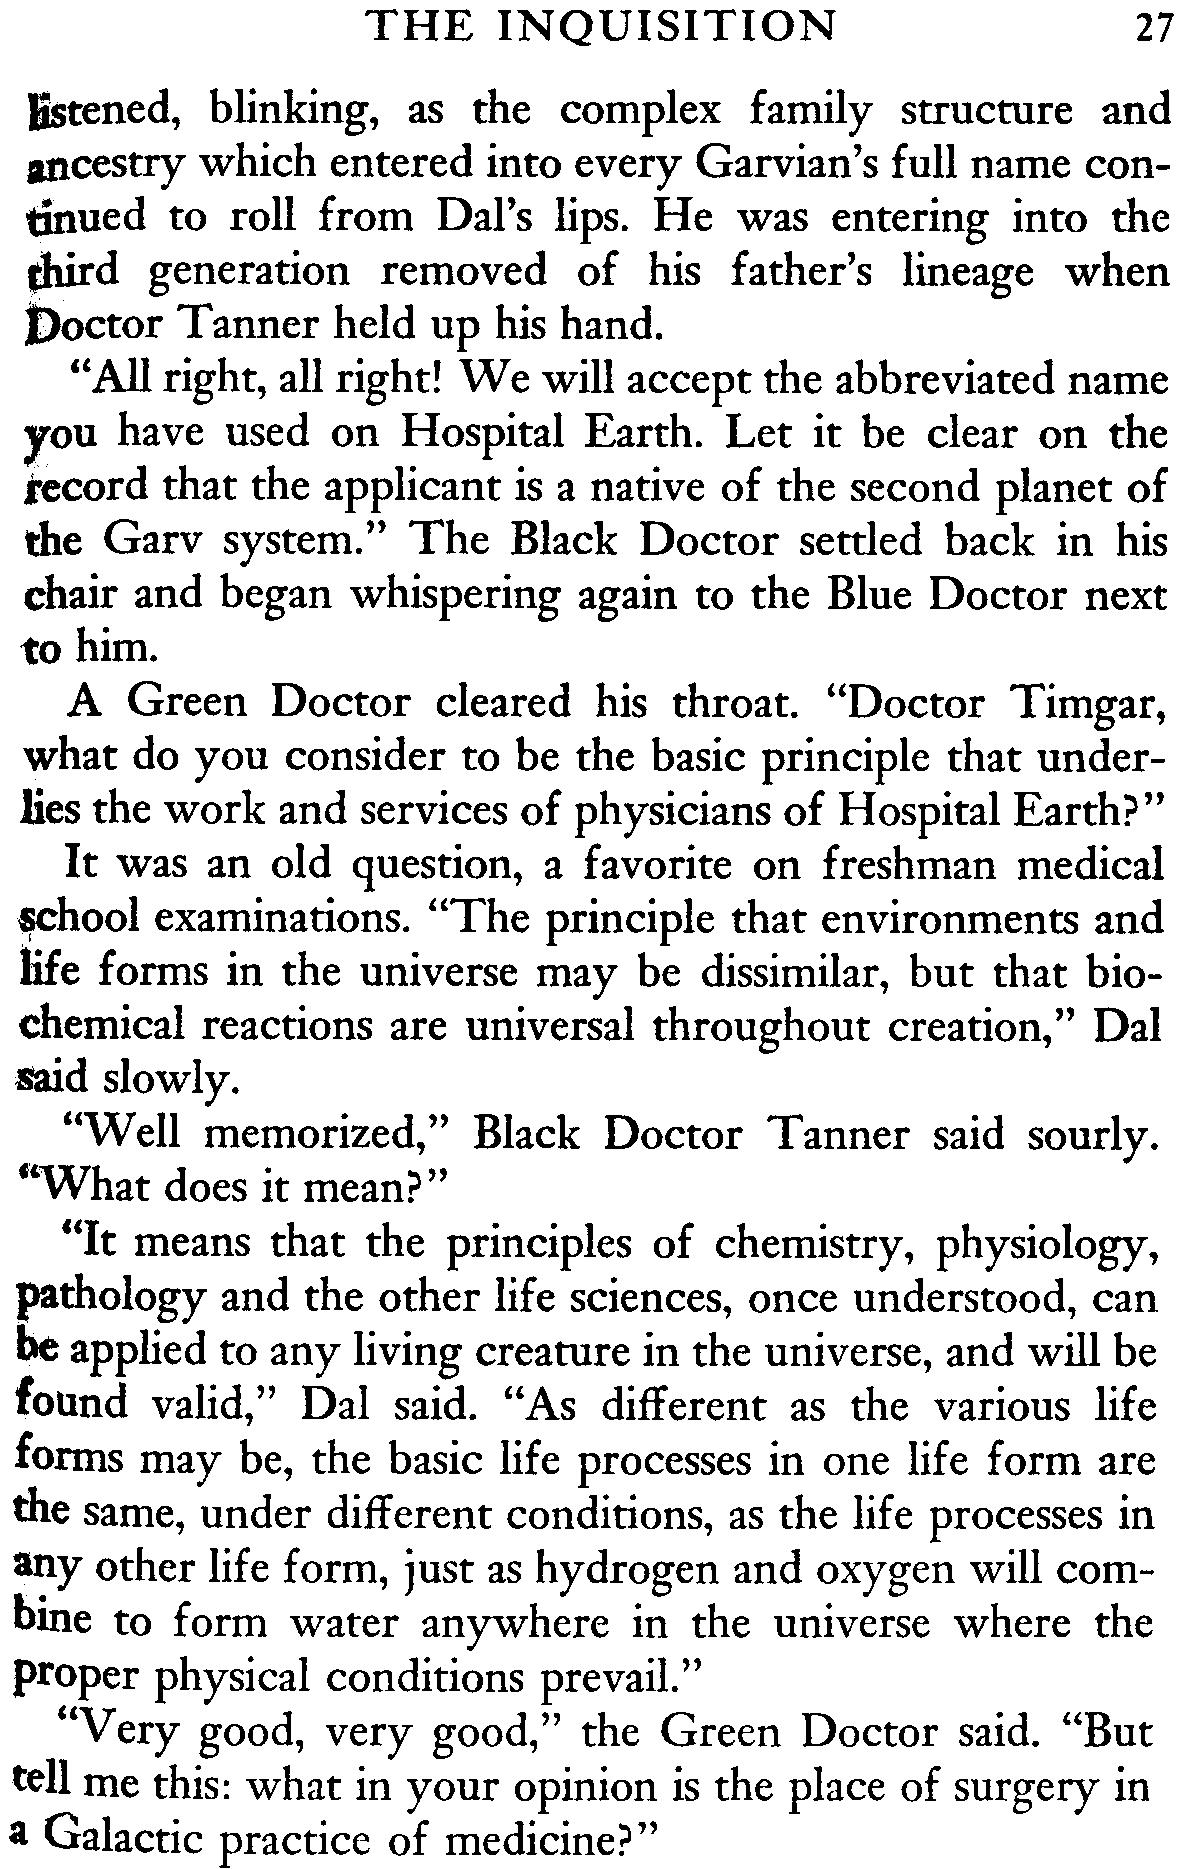 THE INQUISITION 27
listened, blinking, as the complex family structure and
ancestry which entered into every Garvian's full name con-
tinued to roll from Dal's lips. He was entering into the
third generation removed of his father's lineage when
Doctor Tanner held up his hand.
“All right, all right! We will accept the abbreviated name
you have used on Hospital Earth. Let it be clear on the
record that the applicant is a native of the second planet of
the Garv system.” The Black Doctor settled back in his
chair and began whispering again to the Blue Doctor next
to him.
A Green Doctor cleared his throat. “Doctor Timgar,
what do you consider to be the basic principle that under-
lies the work and services of physicians of Hospital Earth?”
It was an old question, a favorite on freshman medical
school examinations. “The principle that environments and
life forms in the universe may be dissimilar, but that bio-
chemical reactions are universal throughout creation,” Dal
said slowly.
“Well memorized,” Black Doctor Tanner said sourly.
“What does it mean?”
“It means that the principles of chemistry, physiology,
pathology and the other life sciences, once understood, can
be applied to any living creature in the universe, and will be
found valid,” Dal said. “As different as the various life
forms may be, the basic life processes in one life form are
the same, under different conditions, as the life processes in
any other life form, just as hydrogen and oxygen will com-
bine to form water anywhere in the universe where the
proper physical conditions prevail.”
“Very good, very good,” the Green Doctor said. “But
tell me this: what in your opinion is the place of surgery in
a Galactic practice of medicine?”